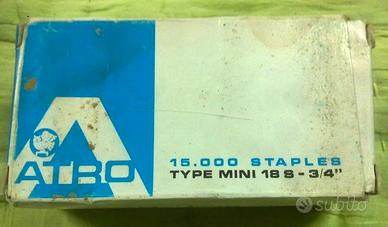 ATRO
15.000 STAPLES
TYPE MINI 18 S - 3/4"
subito